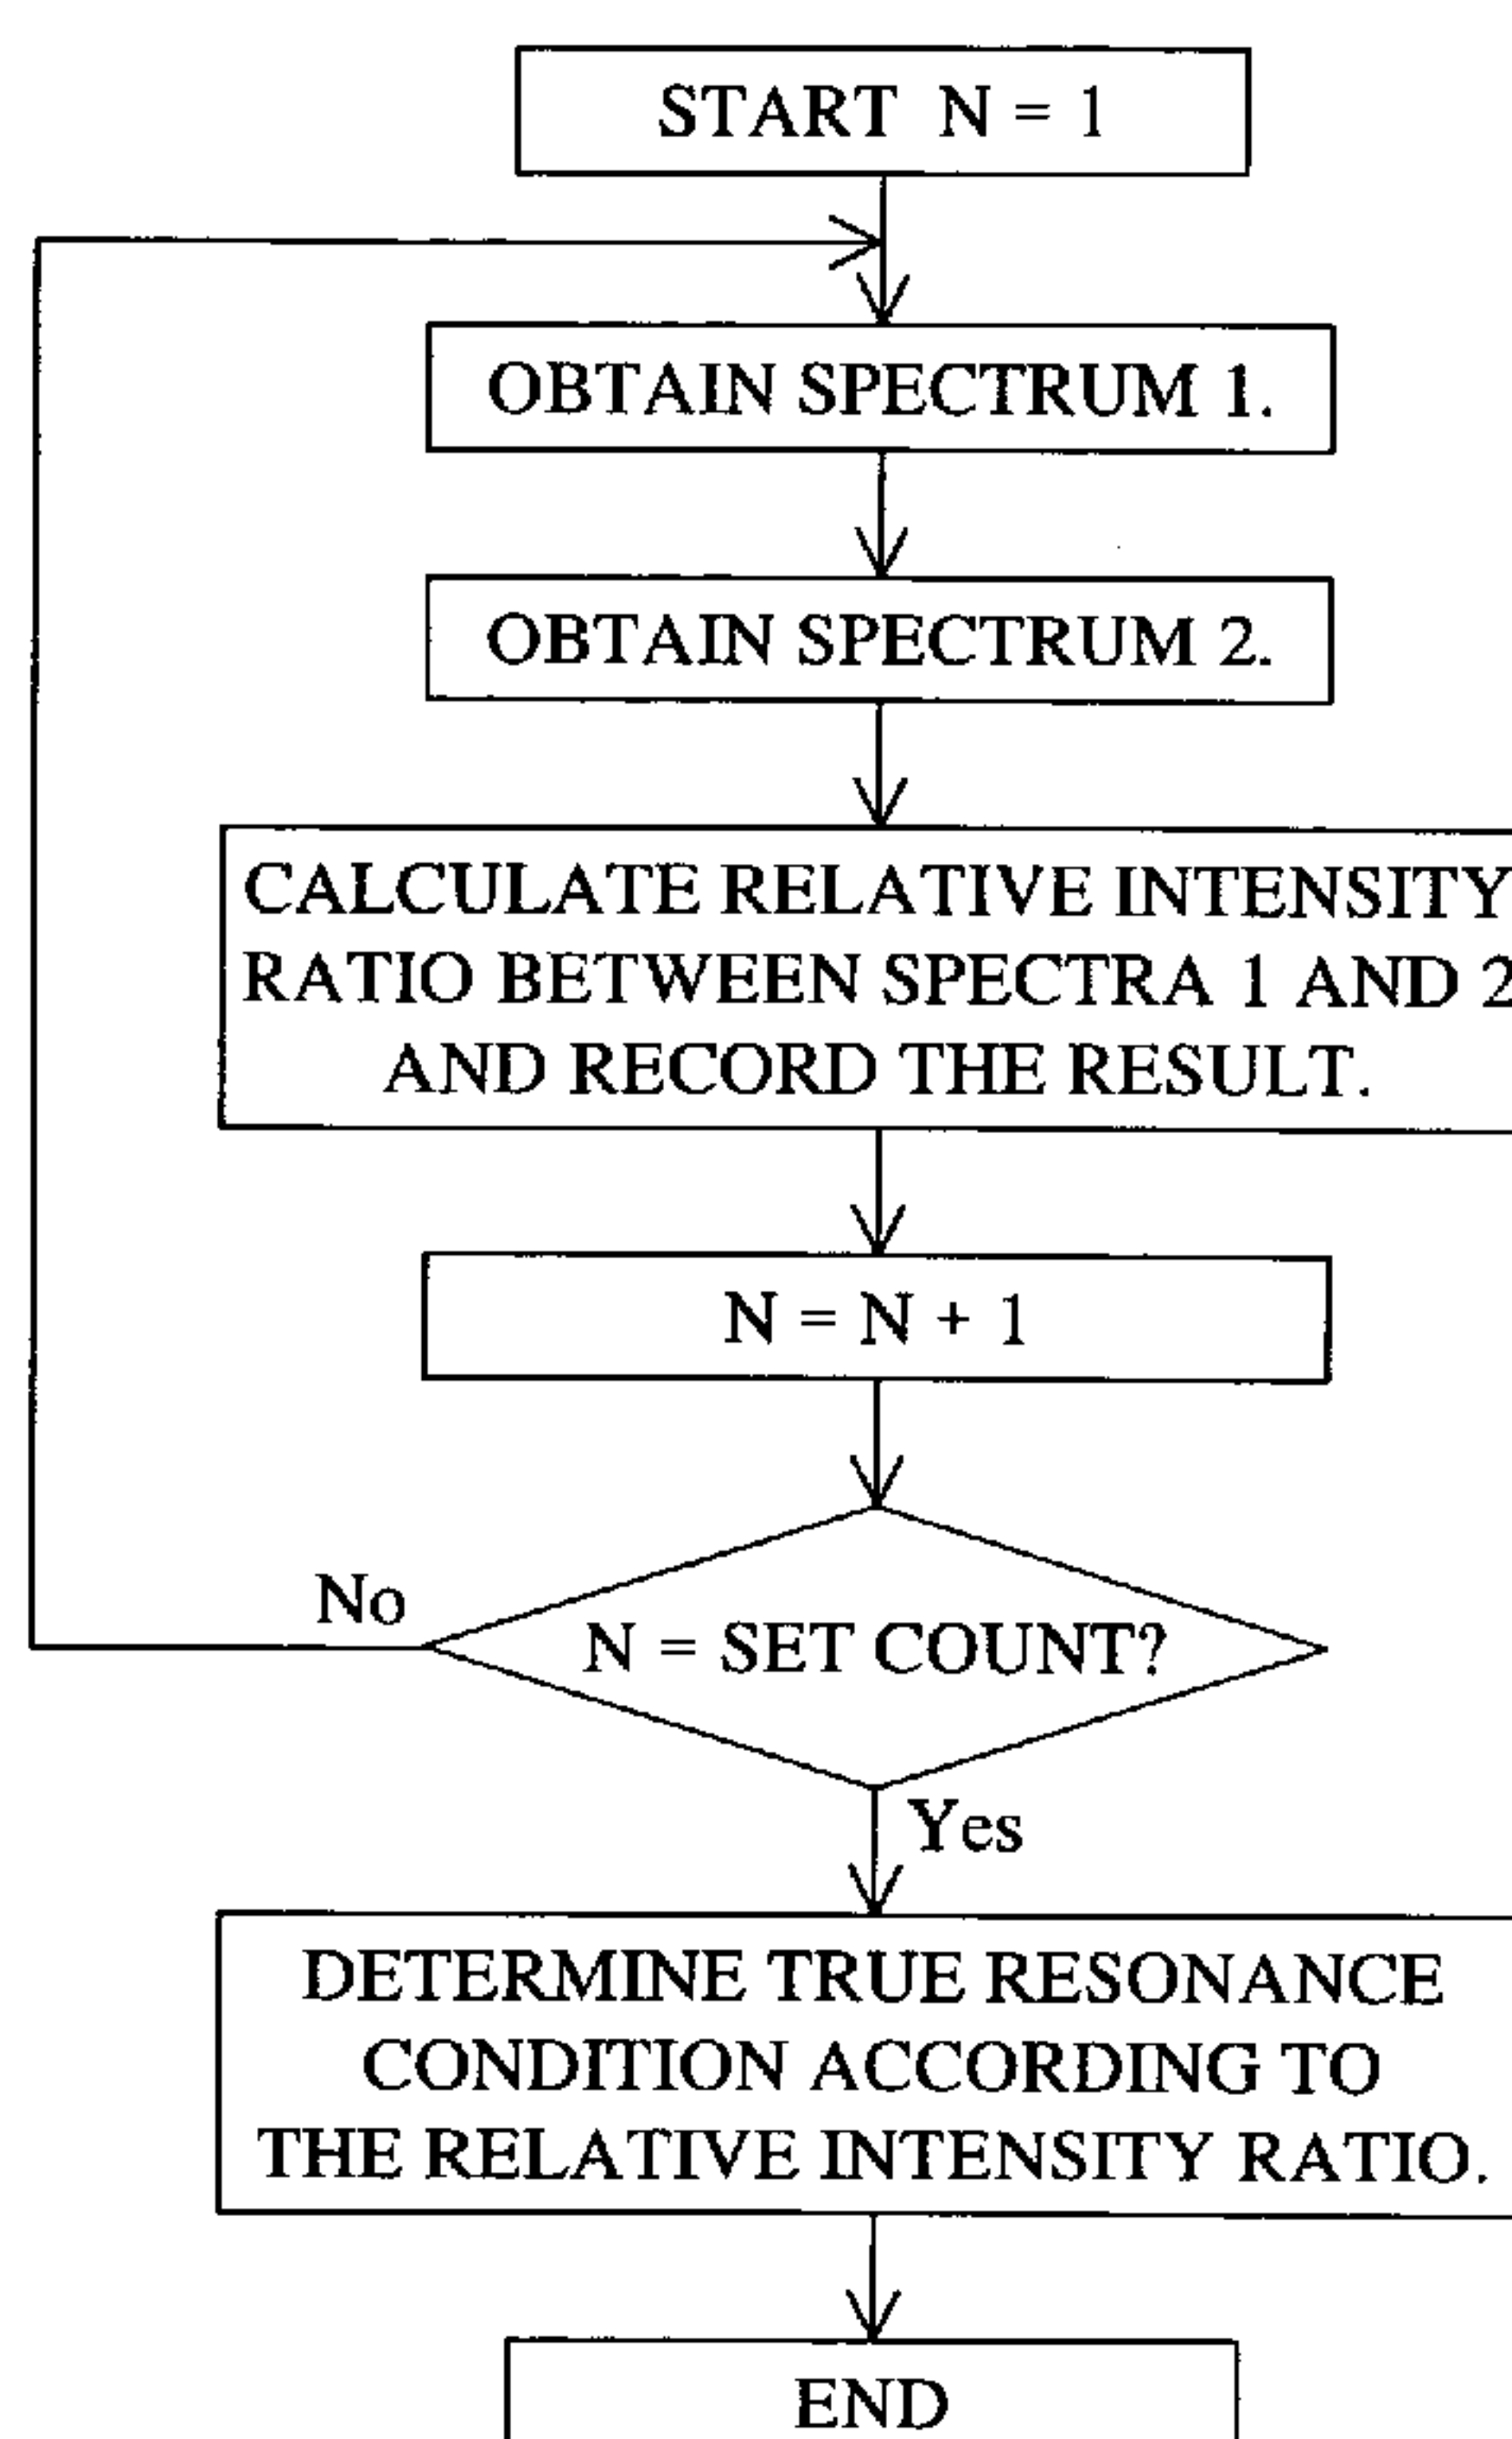 START N = 1
OBTAIN SPECTRUM 1.
OBTAIN SPECTRUM 2.
CALCULATE RELATIVE INTENSITY
RATIO BETWEEN SPECTRA 1 AND 2
AND RECORD THE RESULT.
N = N + 1
N = SET COUNT?
No
Yes
DETERMINE TRUE RESONANCE
CONDITION ACCORDING TO
THE RELATIVE INTENSITY RATIO.
END